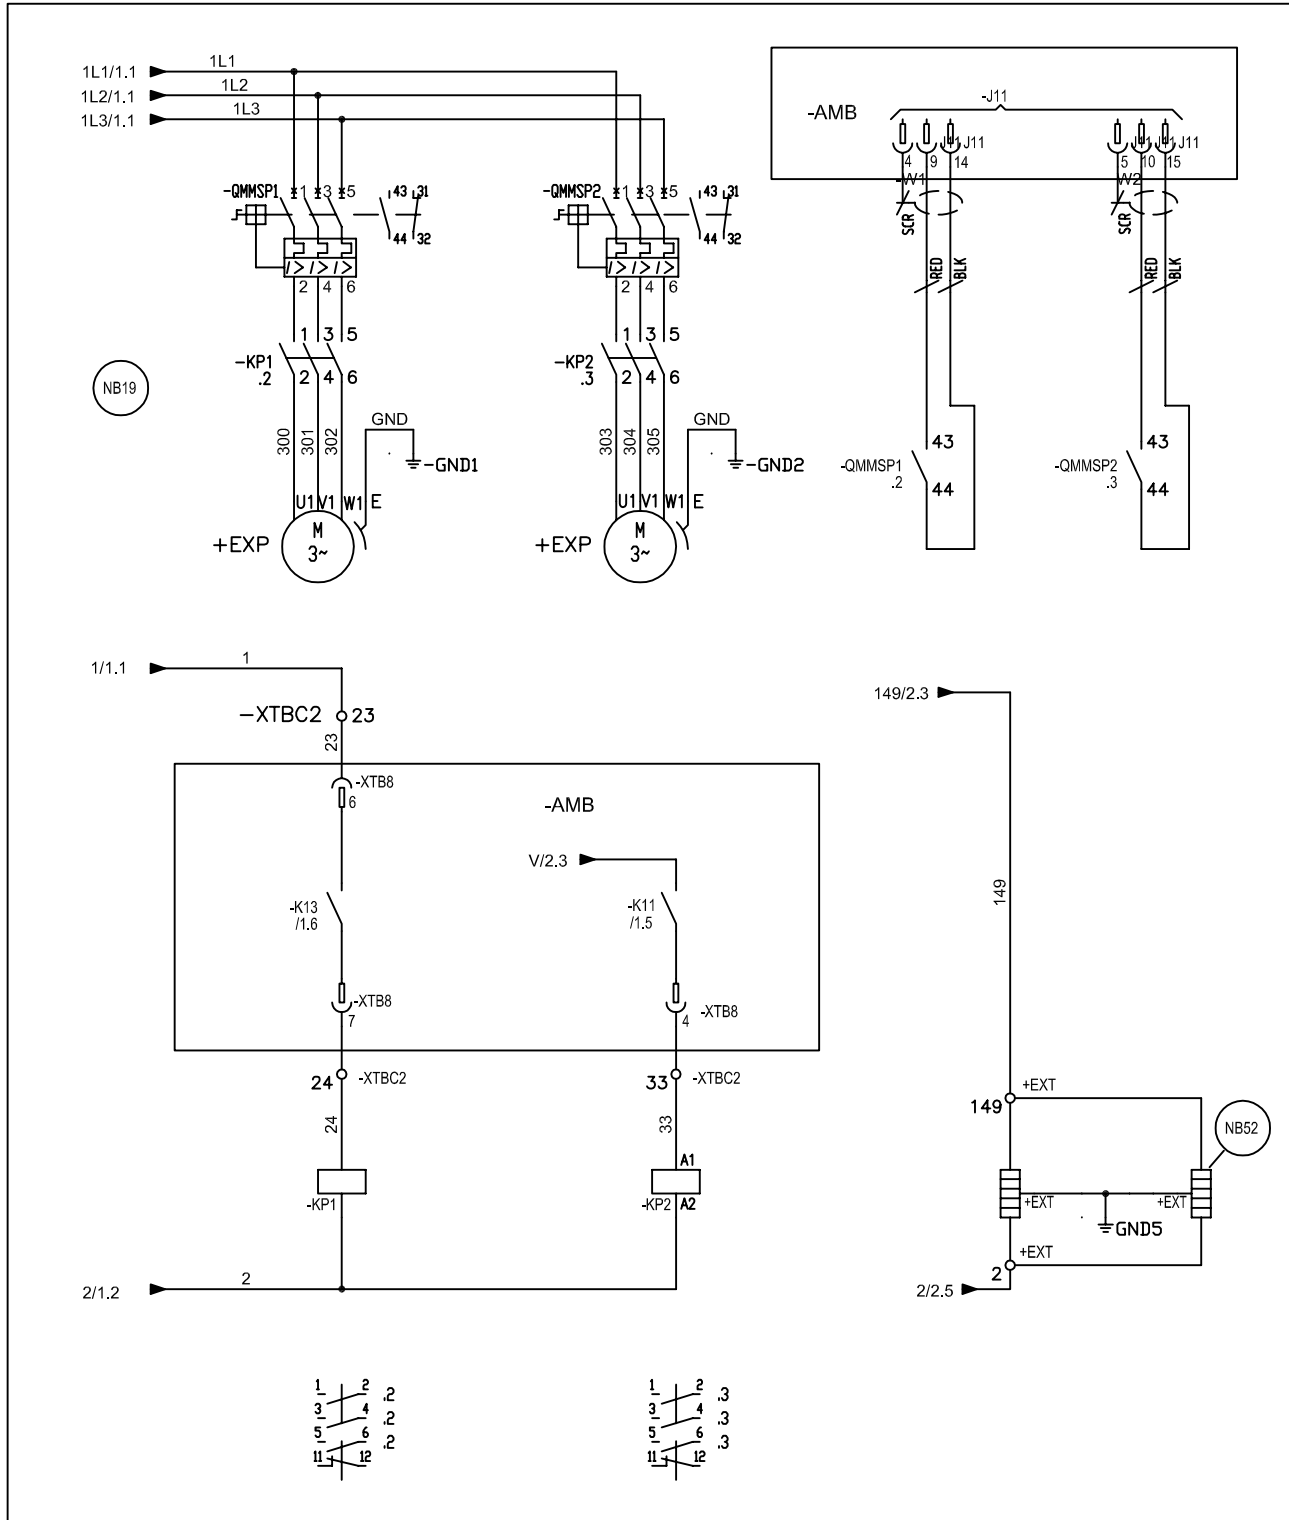 1L1/1.1 1L1
1L2/1.1 1L2
1L3/1.1 1L3
-AMB -J11
J11 J11 J11 J11
4 9 14 5 10 15
-W1 W2
-QMMSP1 1 3 5 43 31
-QMMSP2 1 3 5 43 31
44 32 44 32
SCR SCR
I> I> I> I> I> I>
RED BLK RED BLK
2 4 6 2 4 6
1 3 5 1 3 5
-KP1 -KP2
.2 2 4 6 .3 2 4 6
NB19
GND GND
300 301 302 303 304 305
-GND1 -GND2
43 43
-QMMSP1 -QMMSP2
.2 44 .3 44
U1 V1 W1 E U1 V1 W1 E
+EXP M 3~ +EXP M 3~
1/1.1 1
149/2.3
-XTBC2 23
23
-XTB8
6
-AMB
V/2.3
149
-K13 -K11
/1.6 /1.5
-XTB8 -XTB8
7 4
24 -XTBC2 33 -XTBC2
+EXT
149
24 33
NB52
A1
-KP1 -KP2 A2
+EXT +EXT
GND5
+EXT
2
2/1.2 2
2/2.5
1 2 .2 1 2 .3
3 4 .2 3 4 .3
5 6 .2 5 6 .3
11 12 11 12